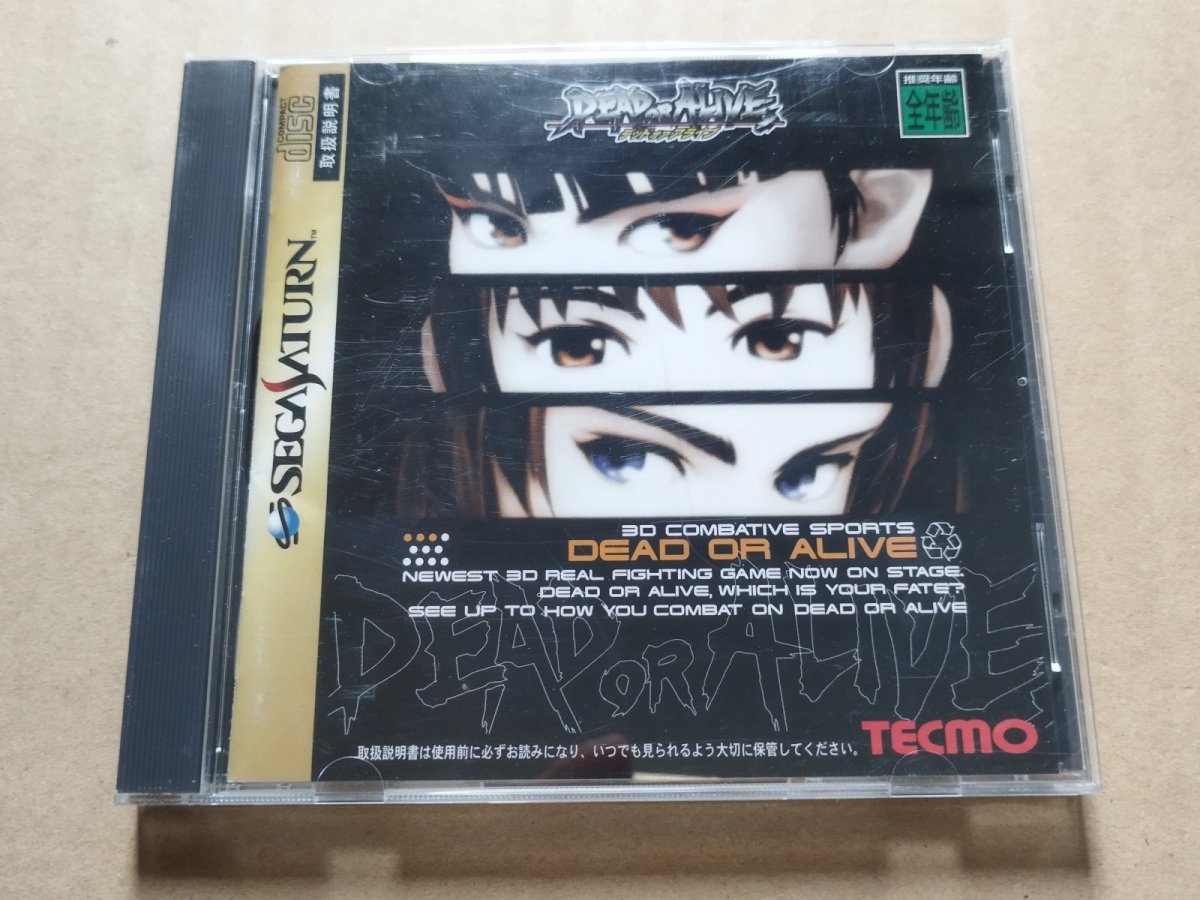 COMPACT
disc
取扱説明書
SEGA SATURN™
DEAD OR ALIVE
デッド オア アライブ
推奨年齢
全年齢
3D COMBATIVE SPORTS
DEAD OR ALIVE
NEWEST 3D REAL FIGHTING GAME NOW ON STAGE.
DEAD OR ALIVE, WHICH IS YOUR FATE?
SEE UP TO HOW YOU COMBAT ON DEAD OR ALIVE
DEAD OR ALIVE
TECMO
取扱説明書は使用前に必ずお読みになり、いつでも見られるよう大切に保管してください。